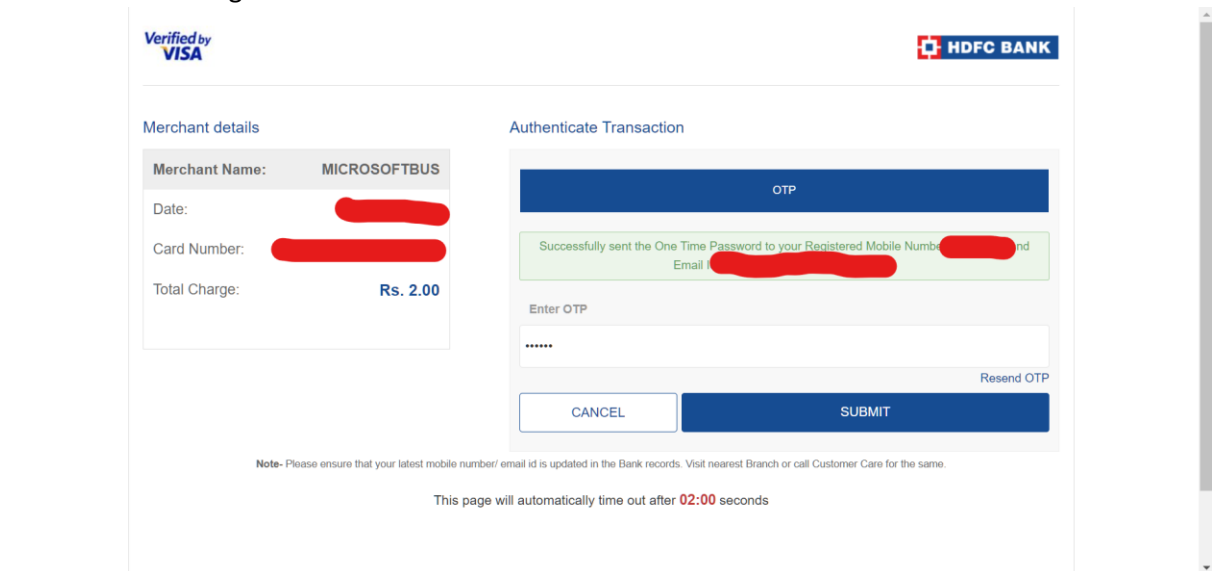 Verified by
VISA
HDFC BANK
Merchant details
Merchant Name: MICROSOFTBUS
Date:
Card Number:
Total Charge: Rs. 2.00
Authenticate Transaction
OTP
Successfully sent the One Time Password to your Registered Mobile
Email
Enter OTP
••••••
Resend OTP
CANCEL SUBMIT
Note- Please ensure that your latest mobile number/ email id is updated in the Bank records. Visit nearest Branch or call Customer Care for the same.
This page will automatically time out after 02:00 seconds